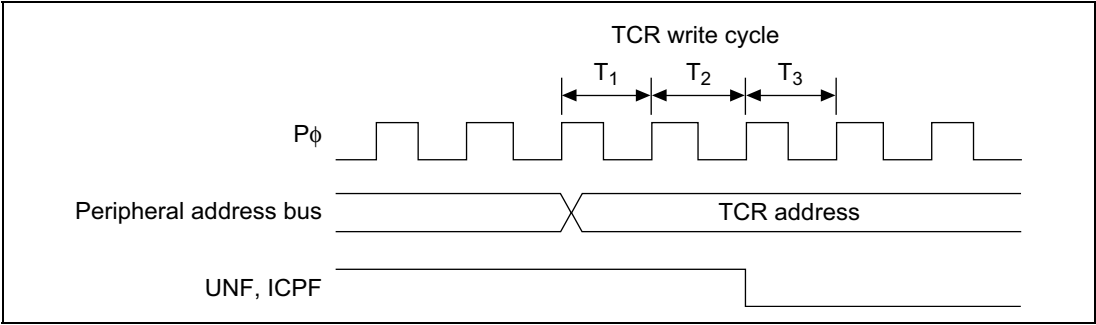 TCR write cycle
T1 T2 T3
Pϕ
Peripheral address bus
TCR address
UNF, ICPF